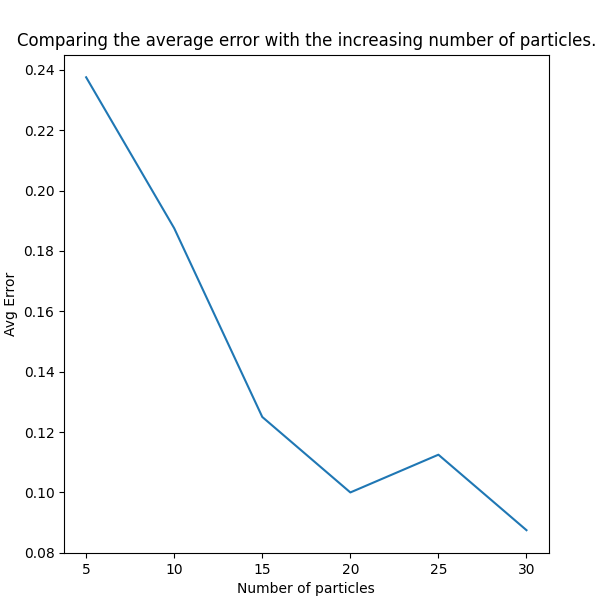 Comparing the average error with the increasing number of particles.
0.24
0.22
0.20
0.18
0.16
0.14
0.12
0.10
0.08
Avg Error
5 10 15 20 25 30
Number of particles